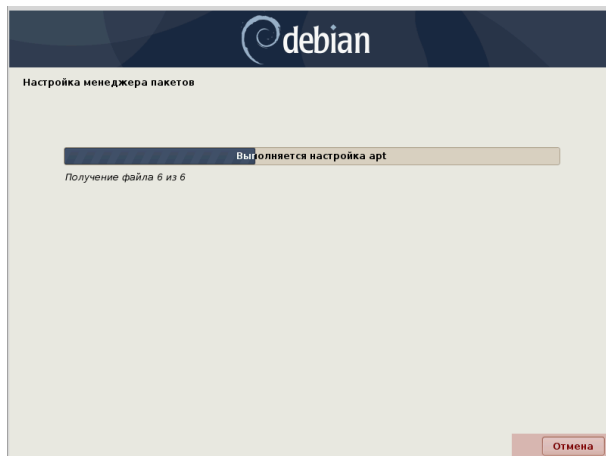 debian
Настройка менеджера пакетов
Выполняется настройка apt
Получение файла 6 из 6
Отмена